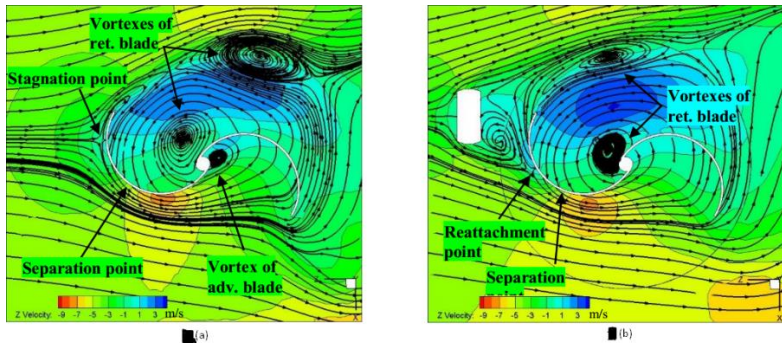 Vortexes of
ret. blade
Stagnation point
Separation point
Vortex of
adv. blade
Z Velocity:
-9 -7 -5 -3 -1 1 3 m/s
X
(a)
Vortexes of
ret. blade
Reattachment
point
Separation
Z Velocity:
-9 -7 -5 -3 -1 1 3 m/s
Z
X
(b)